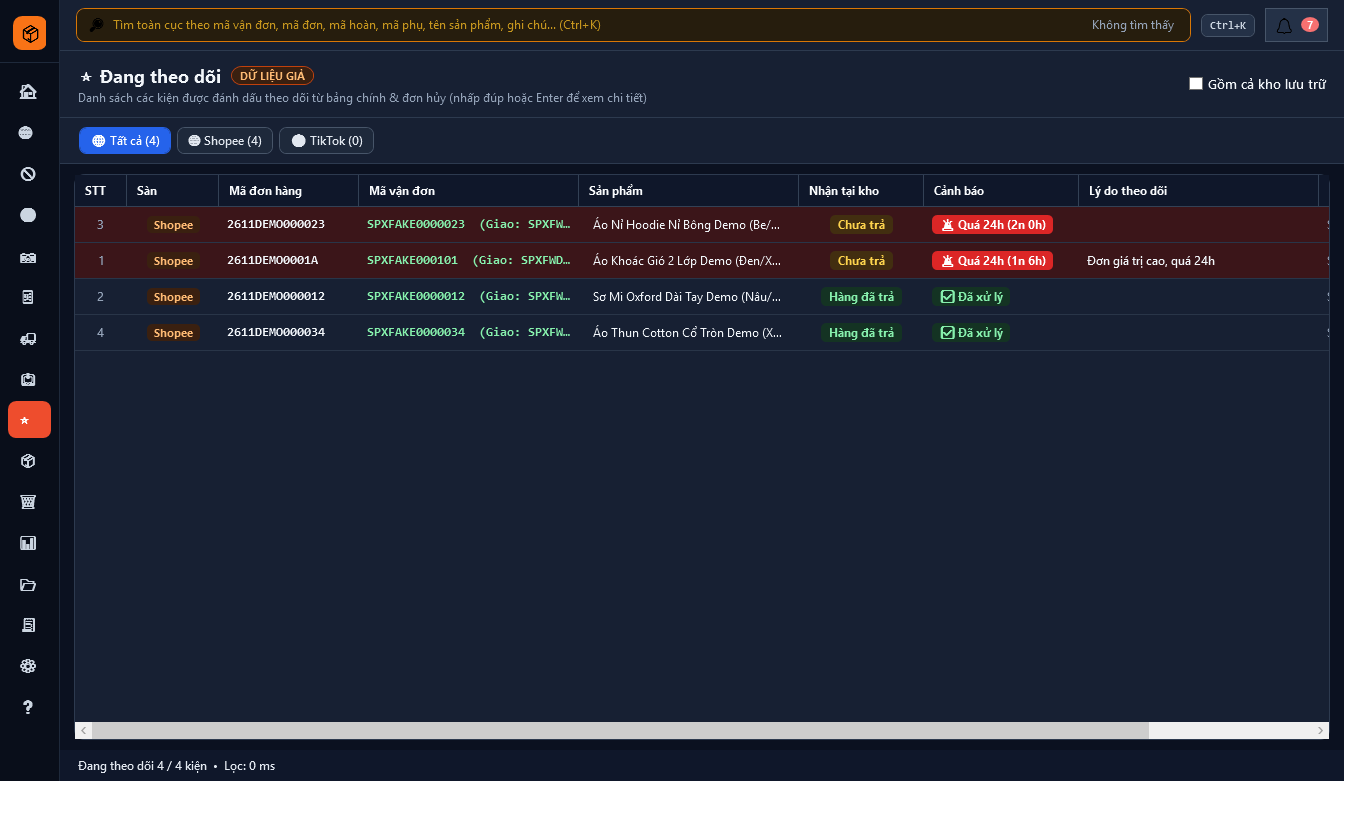 Tìm toàn cục theo mã vận đơn, mã đơn, mã hoàn, mã phụ, tên sản phẩm, ghi chú... (Ctrl+K) Không tìm thấy Ctrl+K 7
Đang theo dõi DỮ LIỆU GIẢ
Danh sách các kiện được đánh dấu theo dõi từ bảng chính & đơn hủy (nhấp đúp hoặc Enter để xem chi tiết)
Gồm cả kho lưu trữ
Tất cả (4) Shopee (4) TikTok (0)
STT Sàn Mã đơn hàng Mã vận đơn Sản phẩm Nhận tại kho Cảnh báo Lý do theo dõi
3 Shopee 2611DEMO000023 SPXFAKE0000023 (Giao: SPXFW… Áo Nỉ Hoodie Nỉ Bông Demo (Be/… Chưa trả Quá 24h (2n 0h)
1 Shopee 2611DEMO0001A SPXFAKE000101 (Giao: SPXFWD… Áo Khoác Gió 2 Lớp Demo (Đen/X… Chưa trả Quá 24h (1n 6h) Đơn giá trị cao, quá 24h
2 Shopee 2611DEMO000012 SPXFAKE0000012 (Giao: SPXFW… Sơ Mi Oxford Dài Tay Demo (Nâu/… Hàng đã trả Đã xử lý
4 Shopee 2611DEMO000034 SPXFAKE0000034 (Giao: SPXFW… Áo Thun Cotton Cổ Tròn Demo (X… Hàng đã trả Đã xử lý
Đang theo dõi 4 / 4 kiện • Lọc: 0 ms